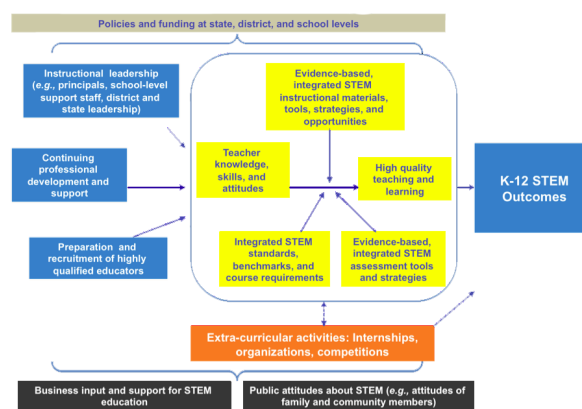 Policies and funding at state, district, and school levels
Instructional leadership
(e.g., principals, school-level
support staff, district and
state leadership)
Evidence-based,
integrated STEM
instructional materials,
tools, strategies, and
opportunities
Continuing
professional
development and
support
Teacher
knowledge,
skills, and
attitudes
High quality
teaching and
learning
K-12 STEM
Outcomes
Preparation and
recruitment of highly
qualified educators
Integrated STEM
standards,
benchmarks, and
course requirements
Evidence-based,
integrated STEM
assessment tools
and strategies
Extra-curricular activities: Internships,
organizations, competitions
Business input and support for STEM
education
Public attitudes about STEM (e.g., attitudes of
family and community members)